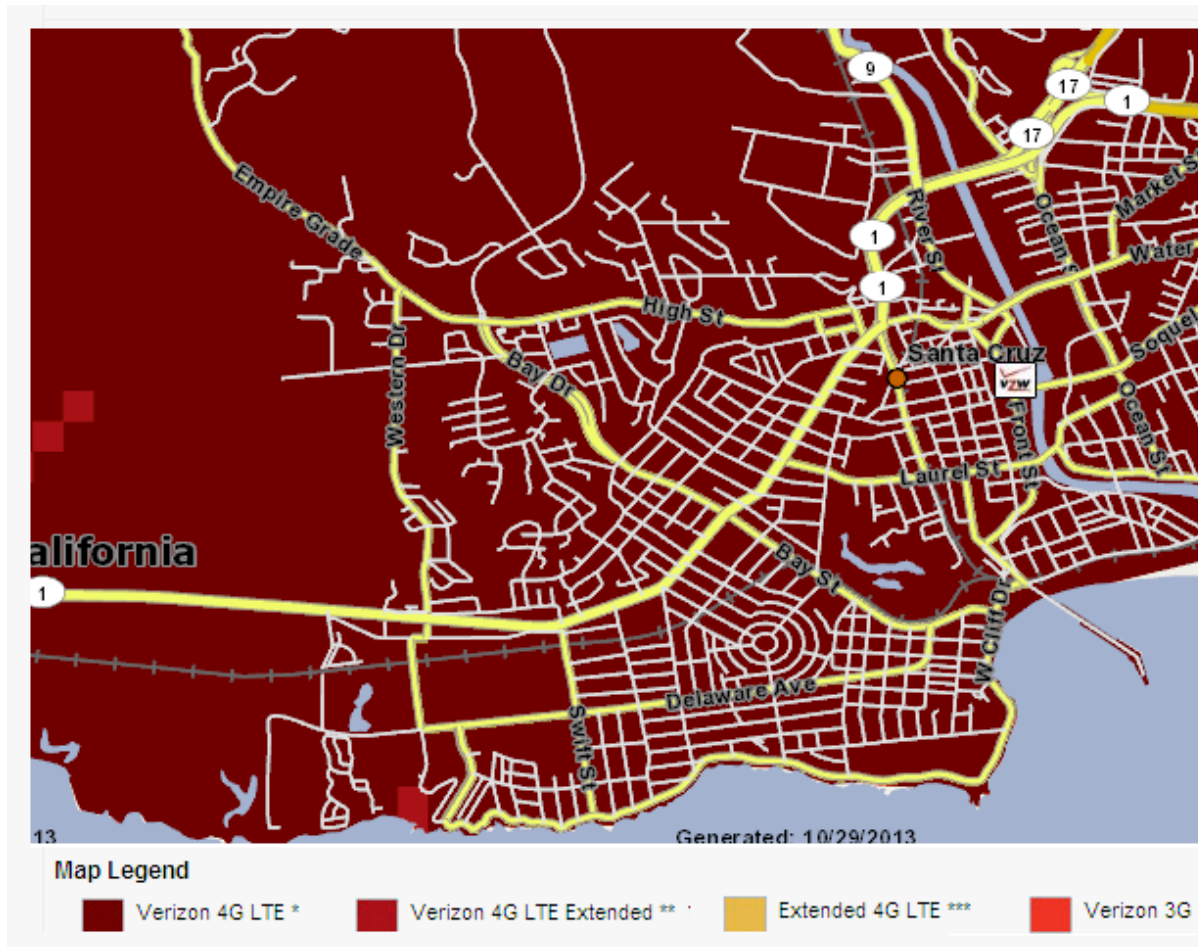 9
17
1
17
Empire Grade
Market S
River St
Ocean S
1
Water
1
High St
Western Dr
Bay Dr
Santa Cruz
Soquel
vzw
Front St
Ocean St
Laurel St
alifornia
1
Bay St
W Cliff Dr
Delaware Ave
Swift St
13
Generated: 10/29/2013
Map Legend
Verizon 4G LTE *
Verizon 4G LTE Extended **
Extended 4G LTE ***
Verizon 3G